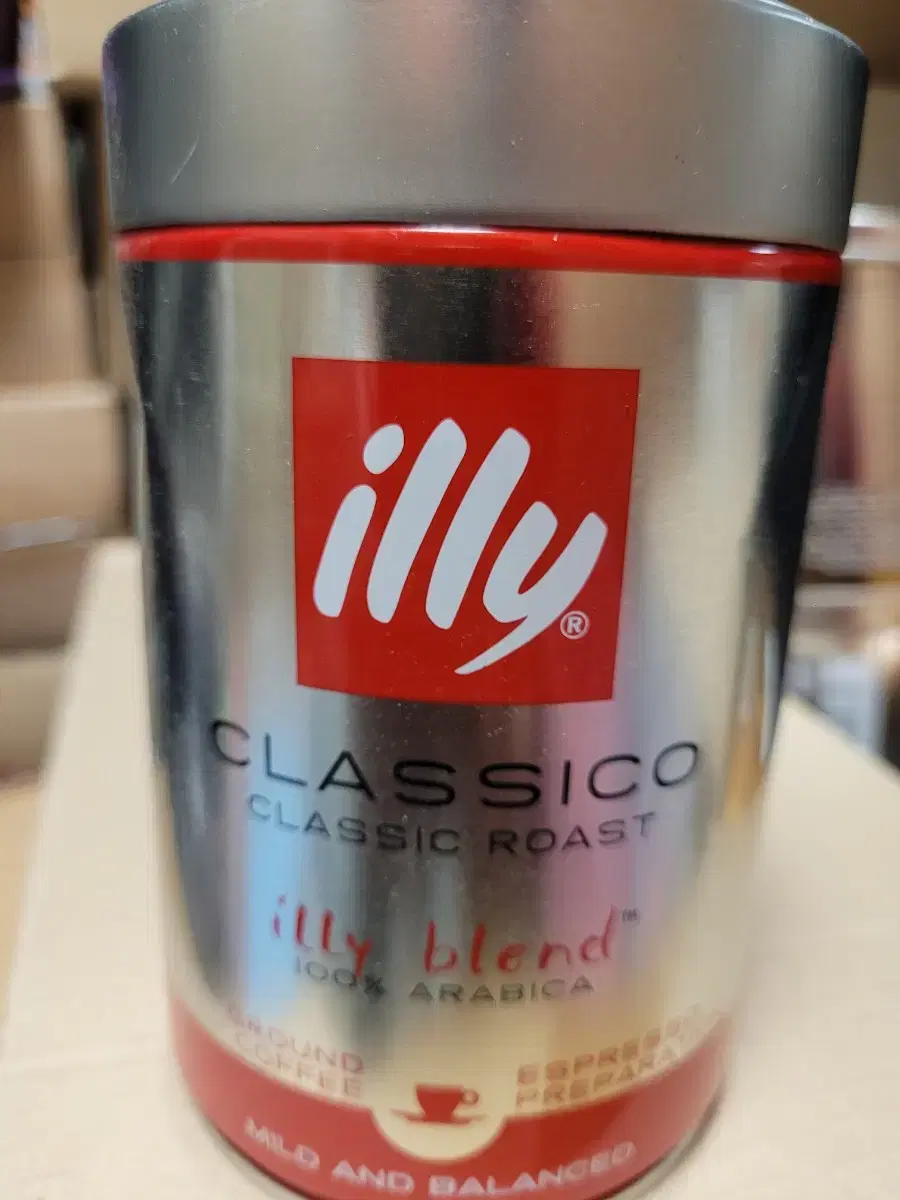 illy®
CLASSICO
CLASSIC ROAST
illy blend™
100% ARABICA
GROUND
COFFEE
MILD AND BALANCED